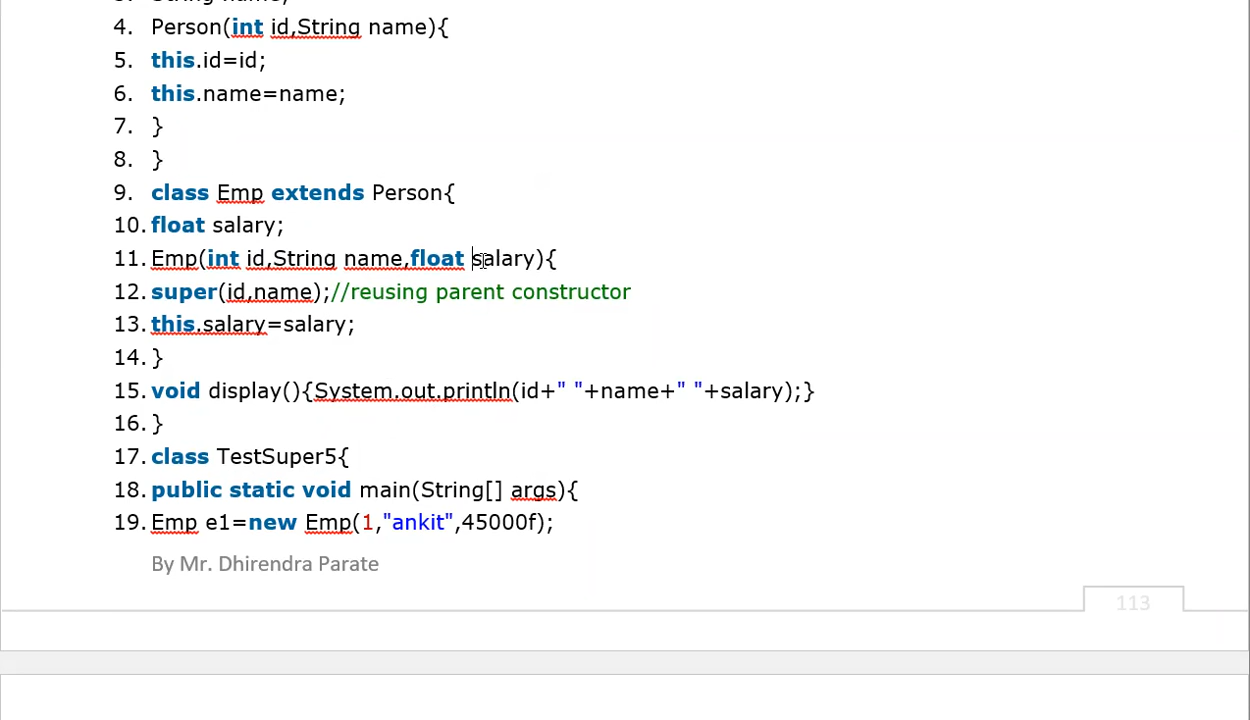 4. Person(int id,String name){
5. this.id=id;
6. this.name=name;
7. }
8. }
9. class Emp extends Person{
10. float salary;
11. Emp(int id,String name,float salary){
12. super(id,name);//reusing parent constructor
13. this.salary=salary;
14. }
15. void display(){System.out.println(id+" "+name+" "+salary);}
16. }
17. class TestSuper5{
18. public static void main(String[] args){
19. Emp e1=new Emp(1,"ankit",45000f);
By Mr. Dhirendra Parate
113